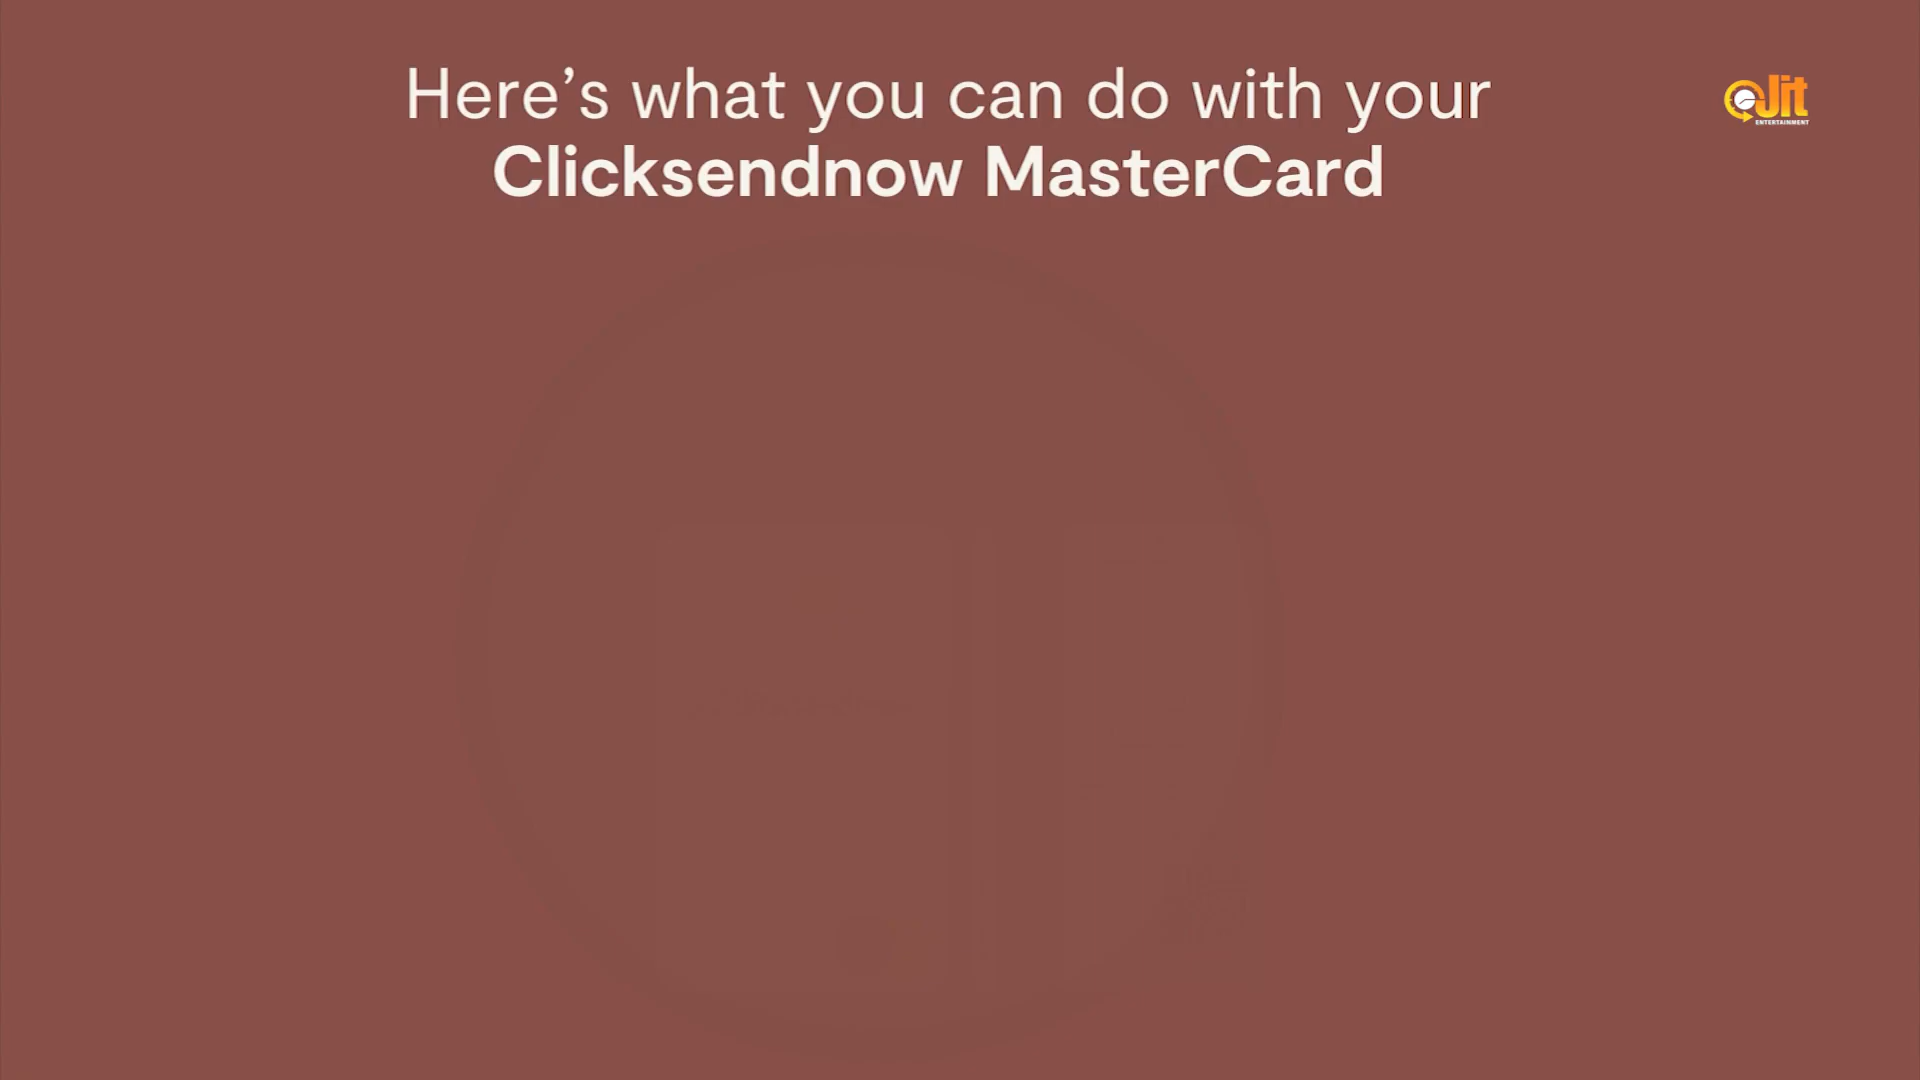 Here’s what you can do with your
Clicksendnow MasterCard
Jit
ENTERTAINMENT